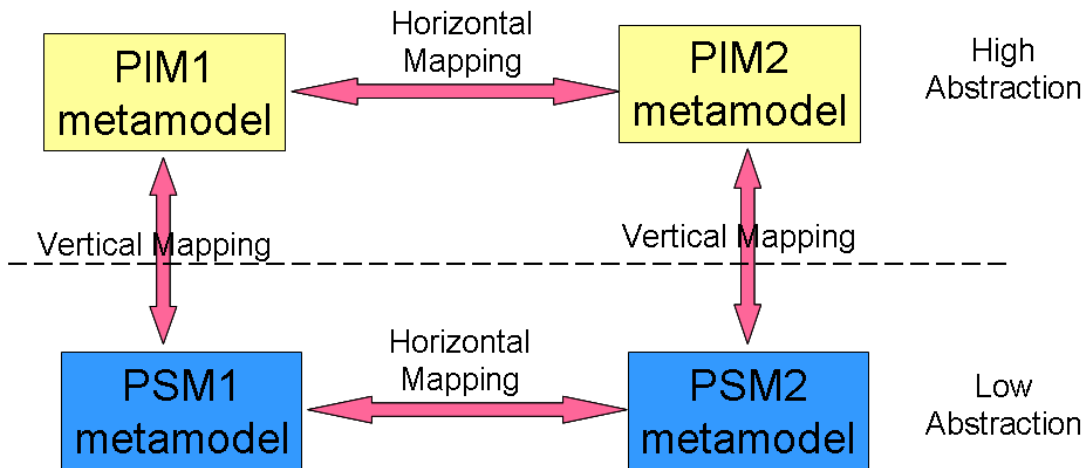 PIM1
metamodel
Horizontal
Mapping
PIM2
metamodel
High
Abstraction
Vertical Mapping
Vertical Mapping
PSM1
metamodel
Horizontal
Mapping
PSM2
metamodel
Low
Abstraction